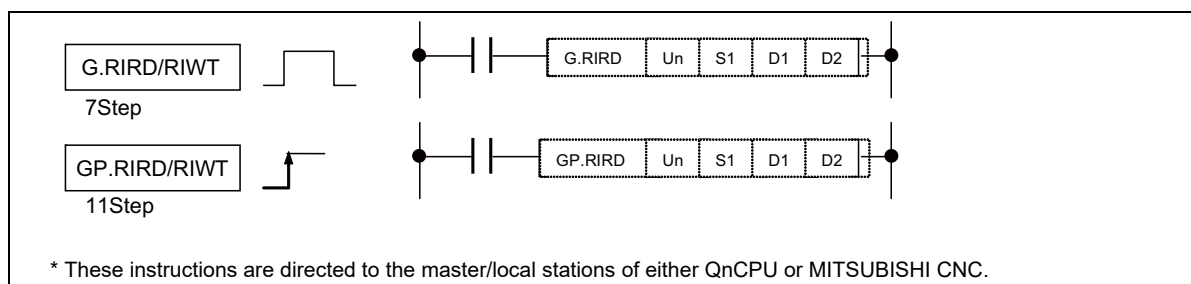 G.RIRD/RIWT
G.RIRD Un S1 D1 D2
7Step
GP.RIRD/RIWT
GP.RIRD Un S1 D1 D2
11Step
* These instructions are directed to the master/local stations of either QnCPU or MITSUBISHI CNC.